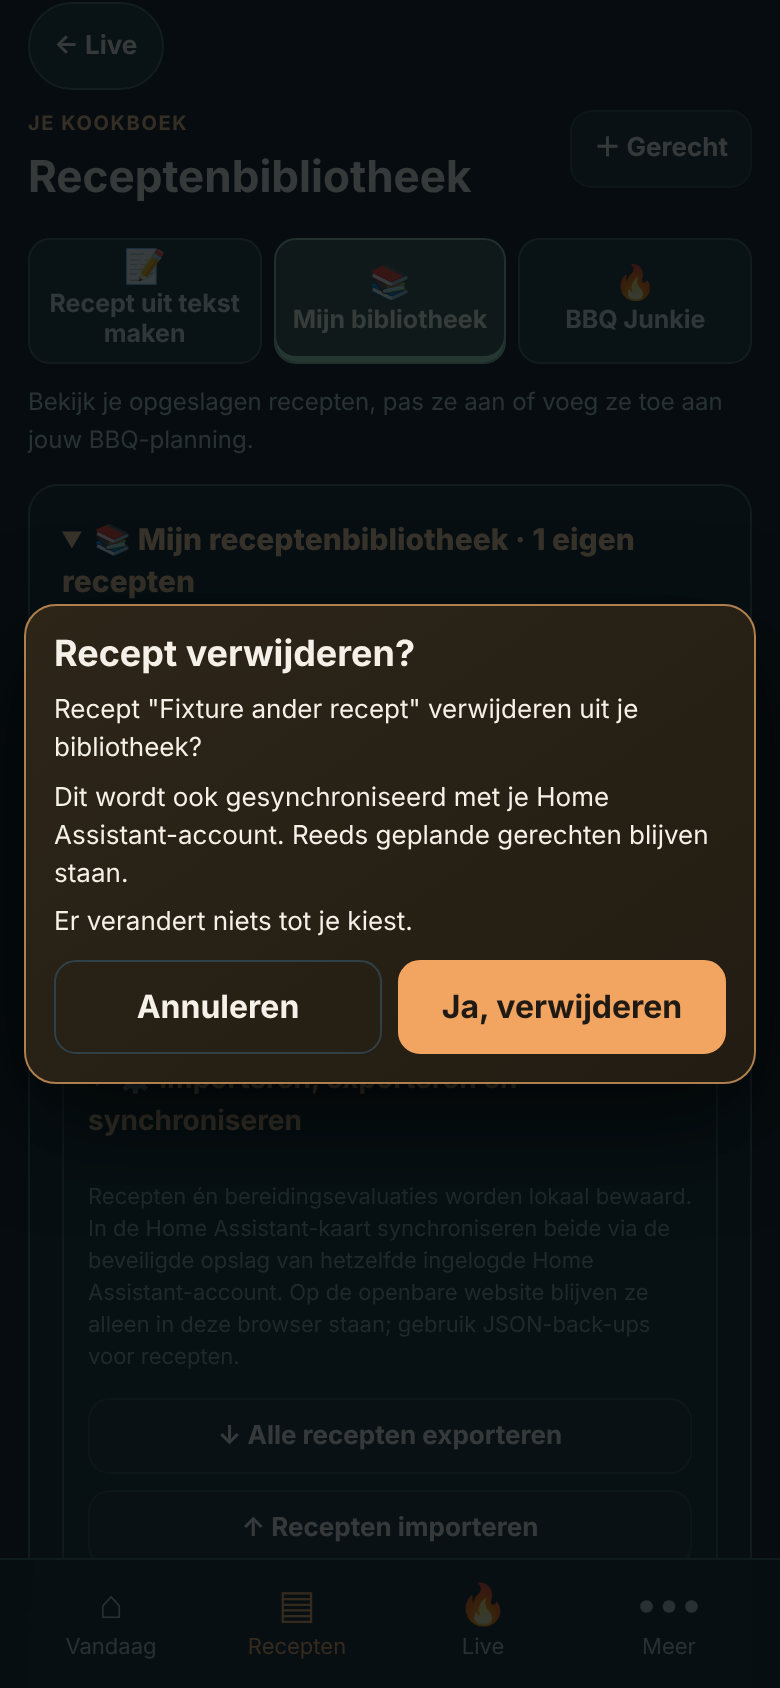 ← Live
JE KOOKBOEK
Receptenbibliotheek
+ Gerecht
Recept uit tekst
maken
Mijn bibliotheek
BBQ Junkie
Bekijk je opgeslagen recepten, pas ze aan of voeg ze toe aan
jouw BBQ-planning.
▼ Mijn receptenbibliotheek · 1 eigen
recepten
Recept verwijderen?
Recept "Fixture ander recept" verwijderen uit je
bibliotheek?
Dit wordt ook gesynchroniseerd met je Home
Assistant-account. Reeds geplande gerechten blijven
staan.
Er verandert niets tot je kiest.
Annuleren
Ja, verwijderen
importeren, exporteren en
synchroniseren
Recepten én bereidingsevaluaties worden lokaal bewaard.
In de Home Assistant-kaart synchroniseren beide via de
beveiligde opslag van hetzelfde ingelogde Home
Assistant-account. Op de openbare website blijven ze
alleen in deze browser staan; gebruik JSON-back-ups
voor recepten.
↓ Alle recepten exporteren
↑ Recepten importeren
Vandaag
Recepten
Live
Meer